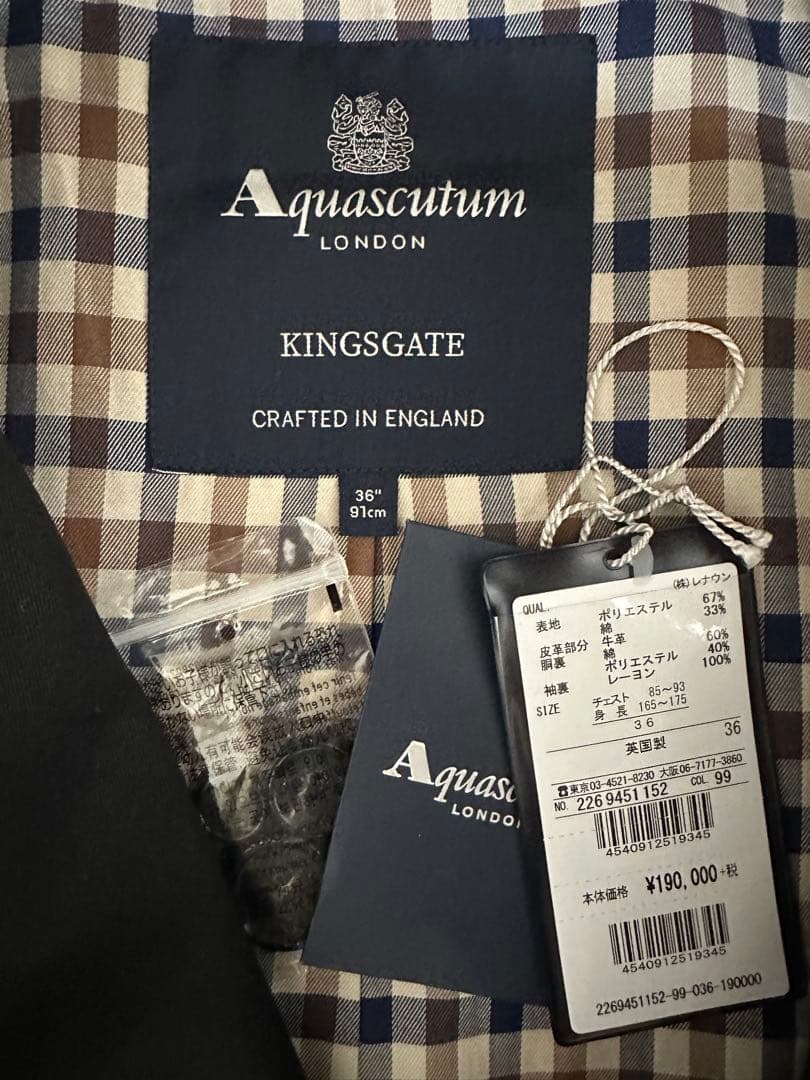 Aquascutum
LONDON
KINGSGATE
CRAFTED IN ENGLAND
36"
91cm
Aquasc
LONDO
(株)レナウン
QUAL.
表地 ポリエステル 67%
綿 33%
皮革部分 牛革
胴裏 綿 60%
ポリエステル 40%
袖裏 レーヨン 100%
SIZE チェスト 85~93
身長 165~175
36
英国製 36
☎東京03-4521-8230 大阪06-7177-3860
NO. 2269451152 COL 99
4540912519345
本体価格 ¥190,000+税
4540912519345
2269451152-99-036-190000